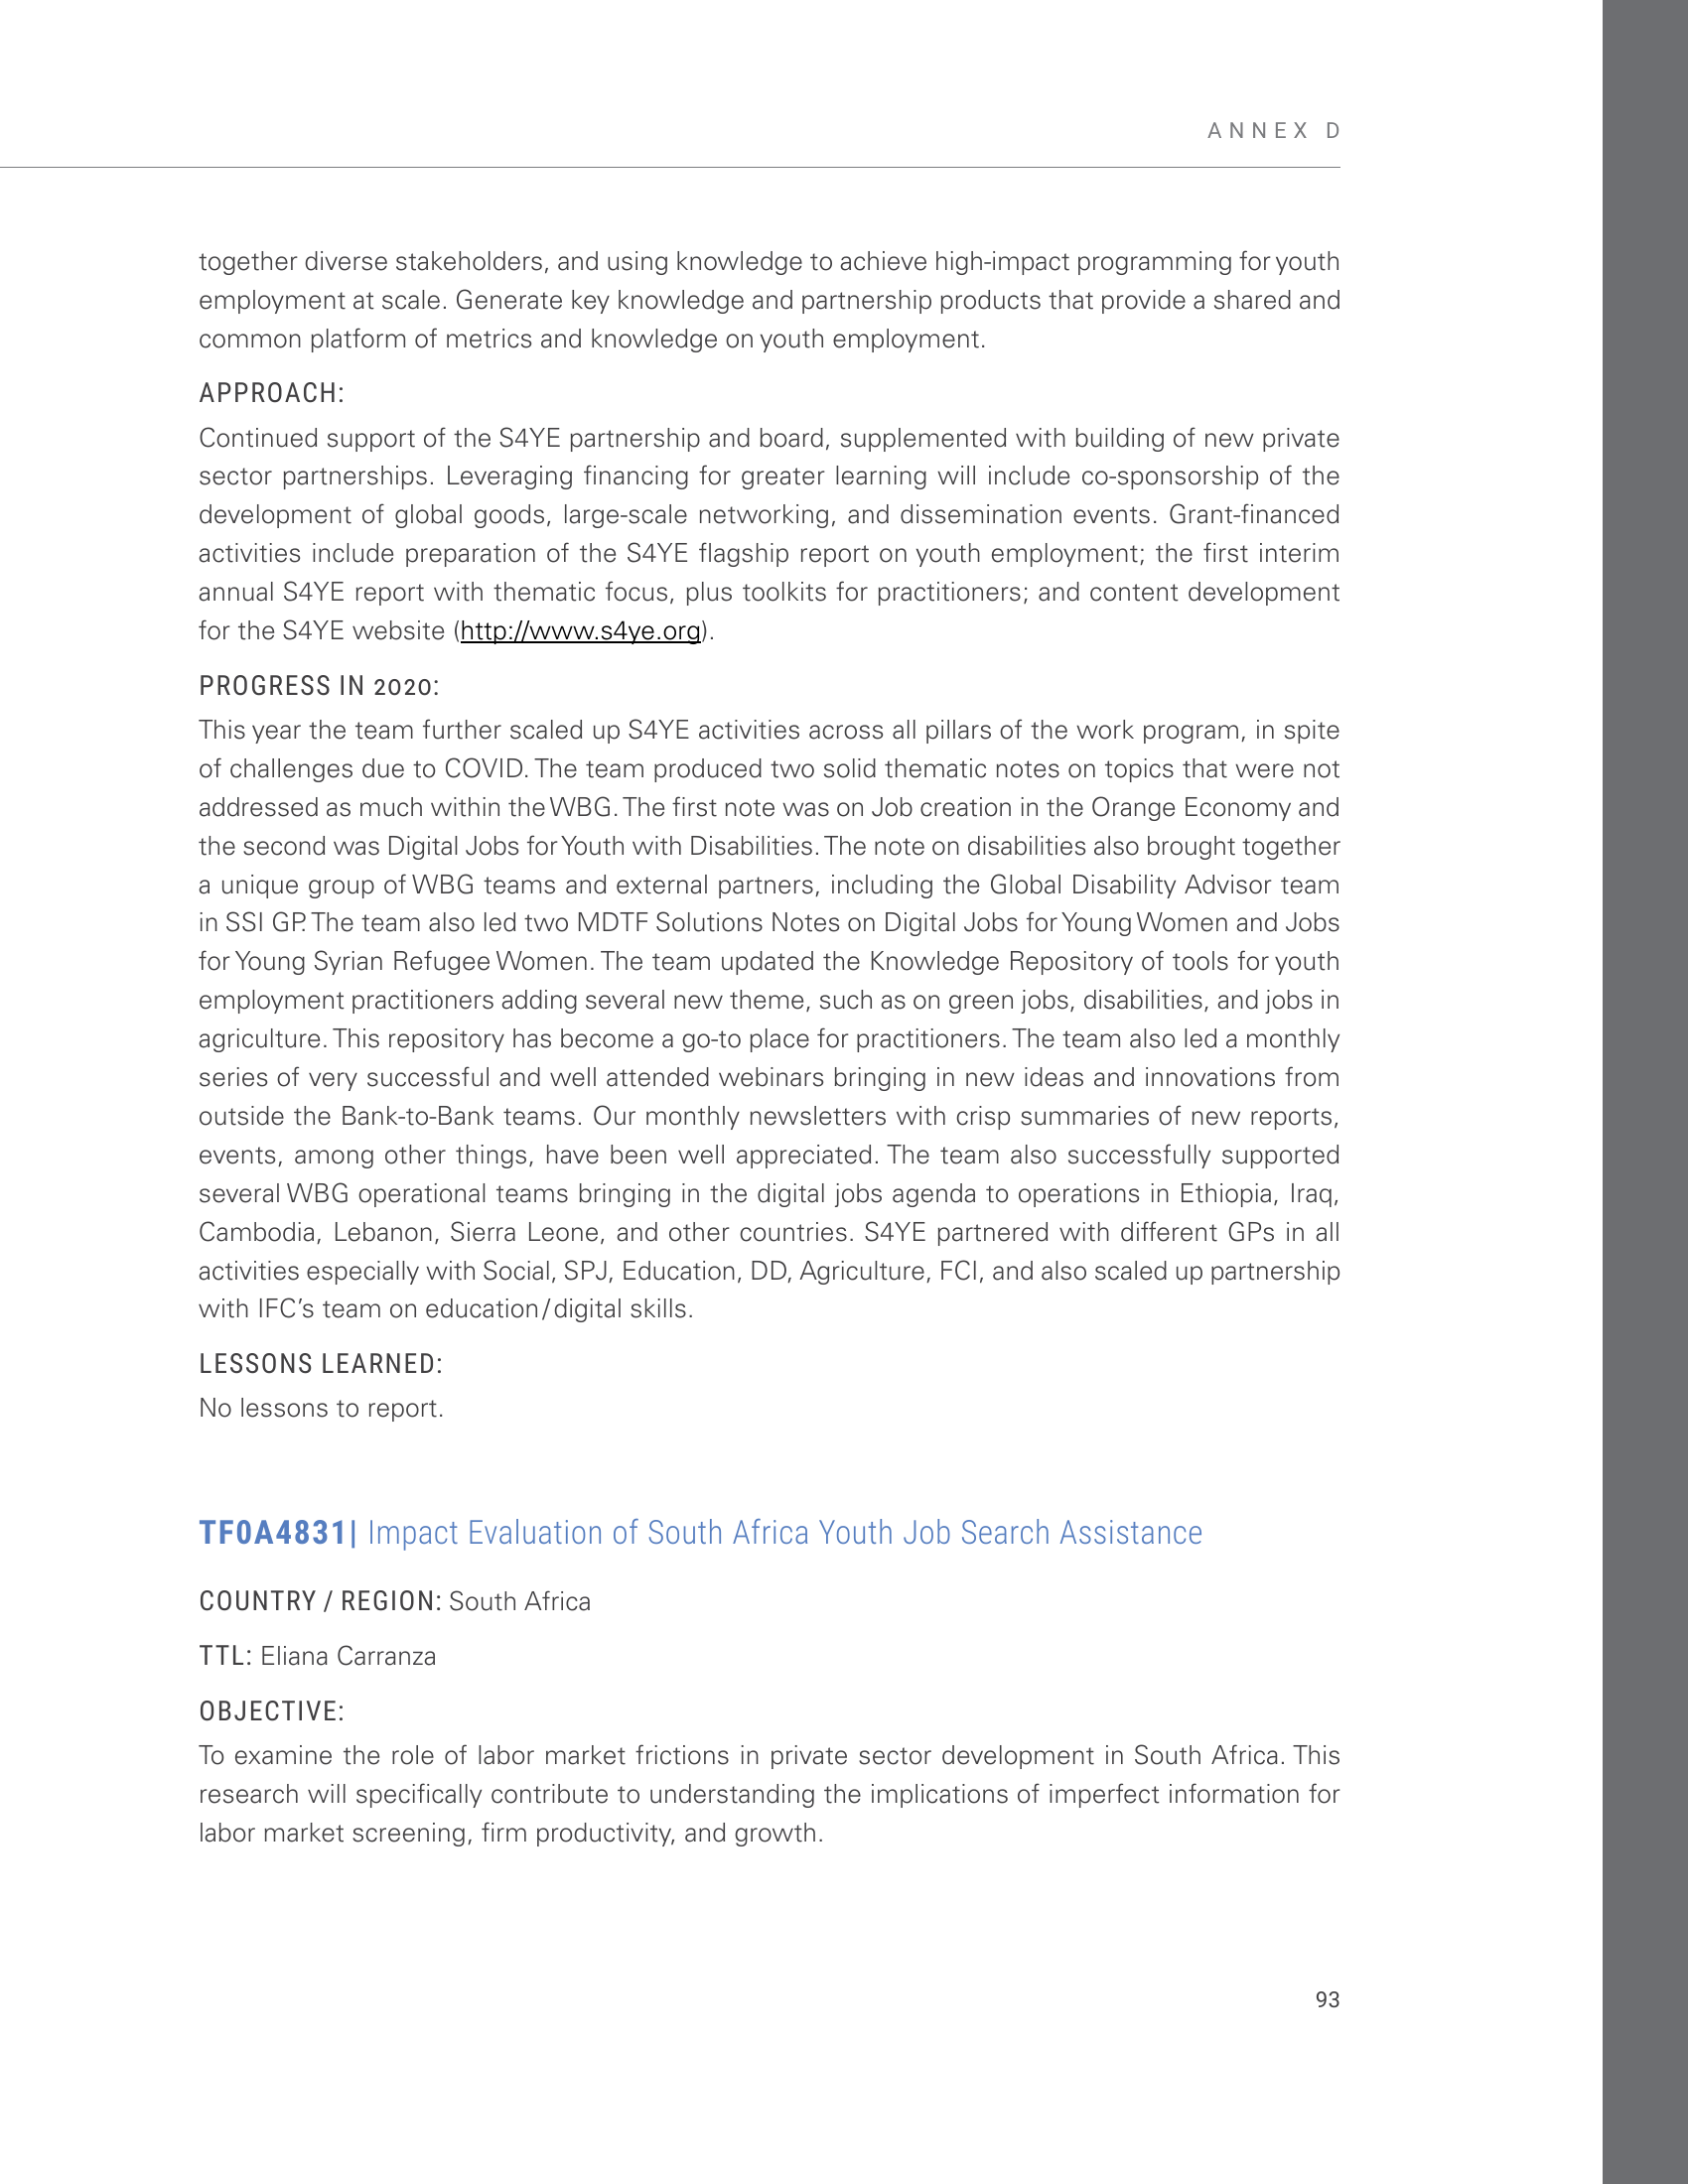 ANNEX D
together diverse stakeholders, and using knowledge to achieve high-impact programming for youth
employment at scale. Generate key knowledge and partnership products that provide a shared and
common platform of metrics and knowledge on youth employment.
APPROACH:
Continued support of the S4YE partnership and board, supplemented with building of new private
sector partnerships. Leveraging financing for greater learning will include co-sponsorship of the
development of global goods, large-scale networking, and dissemination events. Grant-financed
activities include preparation of the S4YE flagship report on youth employment; the first interim
annual S4YE report with thematic focus, plus toolkits for practitioners; and content development
for the S4YE website (http://www.s4ye.org).
PROGRESS IN 2020:
This year the team further scaled up S4YE activities across all pillars of the work program, in spite
of challenges due to COVID. The team produced two solid thematic notes on topics that were not
addressed as much within the WBG. The first note was on Job creation in the Orange Economy and
the second was Digital Jobs for Youth with Disabilities. The note on disabilities also brought together
a unique group of WBG teams and external partners, including the Global Disability Advisor team
in SSI GP. The team also led two MDTF Solutions Notes on Digital Jobs for Young Women and Jobs
for Young Syrian Refugee Women. The team updated the Knowledge Repository of tools for youth
employment practitioners adding several new theme, such as on green jobs, disabilities, and jobs in
agriculture. This repository has become a go-to place for practitioners. The team also led a monthly
series of very successful and well attended webinars bringing in new ideas and innovations from
outside the Bank-to-Bank teams. Our monthly newsletters with crisp summaries of new reports,
events, among other things, have been well appreciated. The team also successfully supported
several WBG operational teams bringing in the digital jobs agenda to operations in Ethiopia, Iraq,
Cambodia, Lebanon, Sierra Leone, and other countries. S4YE partnered with different GPs in all
activities especially with Social, SPJ, Education, DD, Agriculture, FCI, and also scaled up partnership
with IFC’s team on education/digital skills.
LESSONS LEARNED:
No lessons to report.
TF0A4831| Impact Evaluation of South Africa Youth Job Search Assistance
COUNTRY / REGION: South Africa
TTL: Eliana Carranza
OBJECTIVE:
To examine the role of labor market frictions in private sector development in South Africa. This
research will specifically contribute to understanding the implications of imperfect information for
labor market screening, firm productivity, and growth.
93